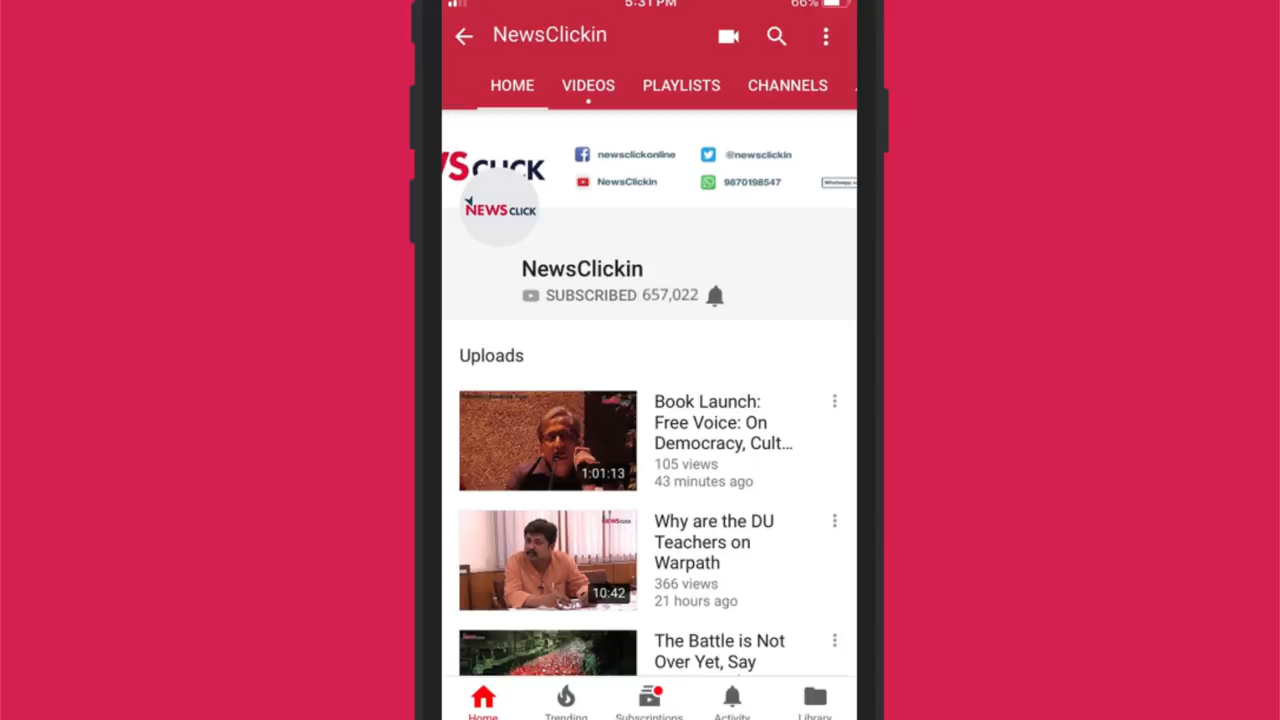 5:31 PM
66%
NewsClickin
HOME
VIDEOS
PLAYLISTS
CHANNELS
CLICK
newsclickonline
@newsclickin
NewsClickin
9870198547
Whatsapp
NEWS CLICK
NewsClickin
SUBSCRIBED 657,022
Uploads
Book Launch:
Free Voice: On
Democracy, Cult...
105 views
43 minutes ago
1:01:13
Why are the DU
Teachers on
Warpath
366 views
21 hours ago
NEWSCLICK
10:42
The Battle is Not
Over Yet, Say
Home
Trending
Subscriptions
Activity
Library